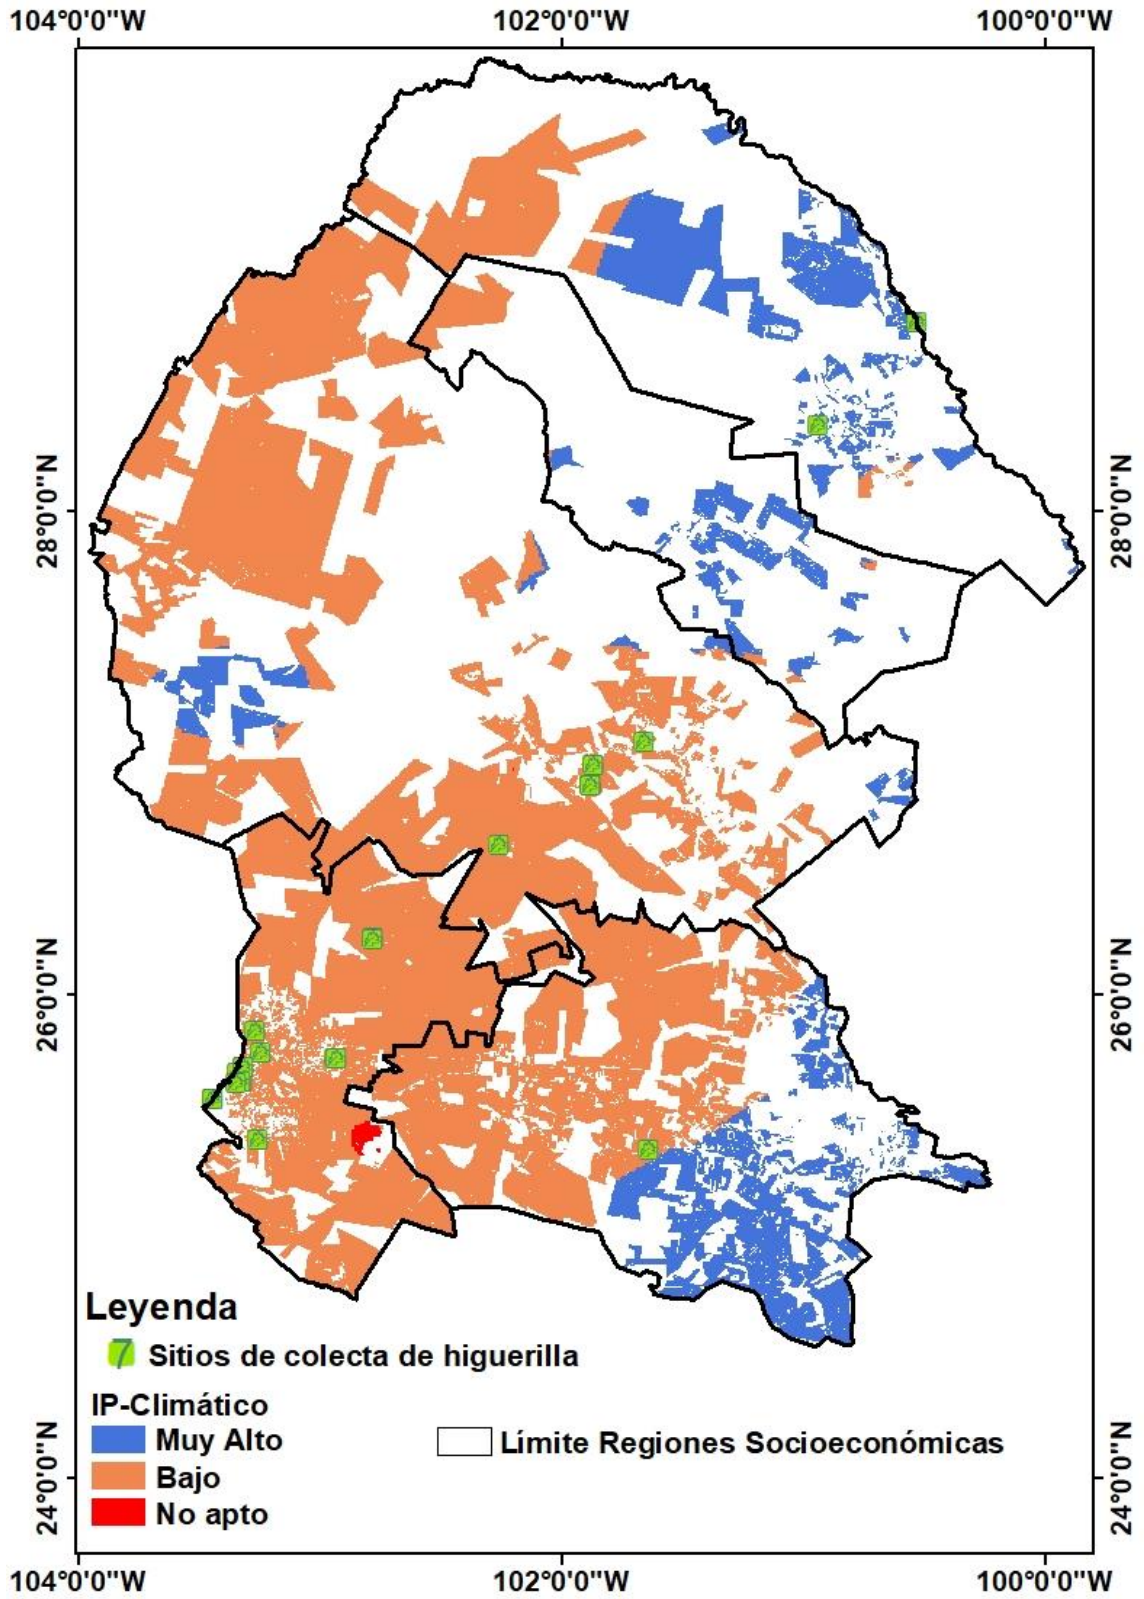 104°0'0"W 102°0'0"W 100°0'0"W
28°0'0"N 28°0'0"N
26°0'0"N 26°0'0"N
24°0'0"N 24°0'0"N
Leyenda
7 Sitios de colecta de higuerilla
IP-Climático
Muy Alto
Límite Regiones Socioeconómicas
Bajo
No apto
104°0'0"W 102°0'0"W 100°0'0"W